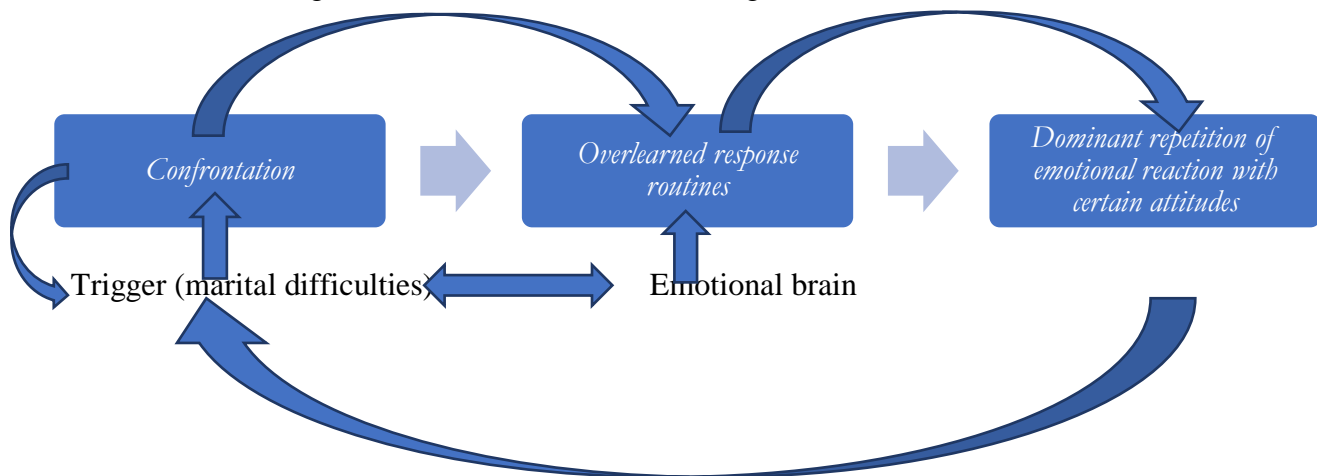 Confrontation
Overlearned response
routines
Dominant repetition of
emotional reaction with
certain attitudes
Trigger (marital difficulties)
Emotional brain